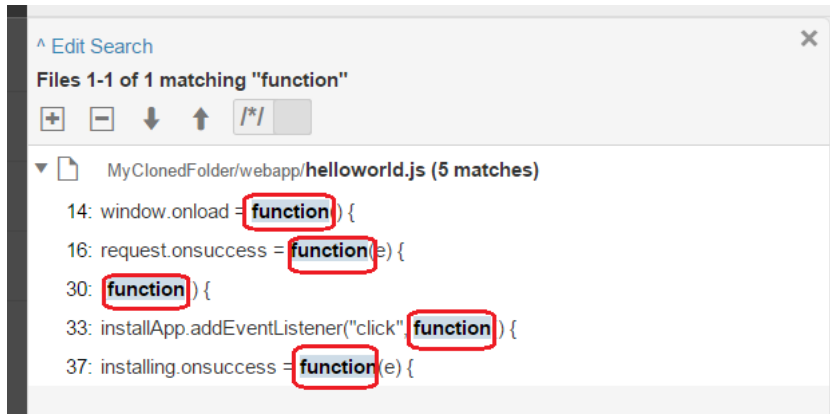 ^ Edit Search
Files 1-1 of 1 matching "function"
/*/
MyClonedFolder/webapp/helloworld.js (5 matches)
14: window.onload = function() {
16: request.onsuccess = function(e) {
30: function() {
33: installApp.addEventListener("click", function() {
37: installing.onsuccess = function(e) {